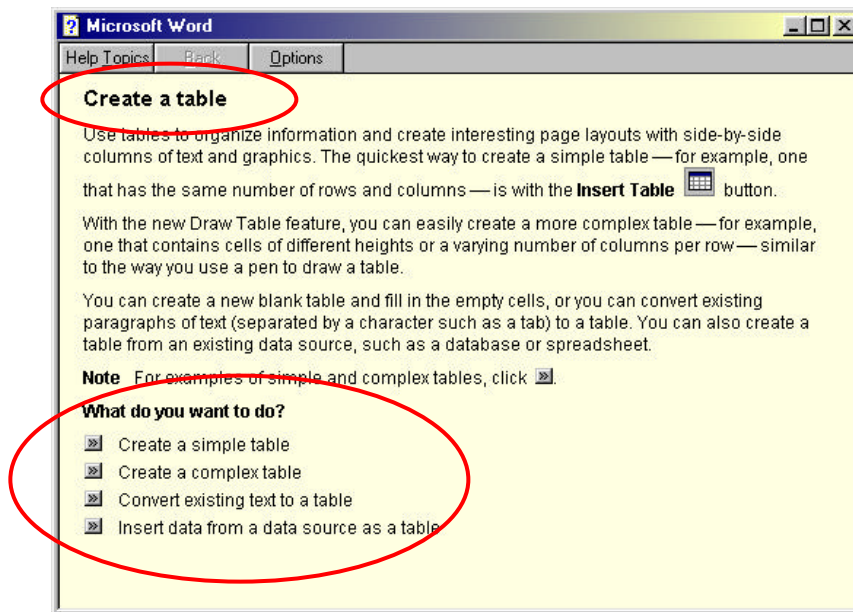 Microsoft Word
Help Topics Back Options
Create a table
Use tables to organize information and create interesting page layouts with side-by-side
columns of text and graphics. The quickest way to create a simple table — for example, one
that has the same number of rows and columns — is with the Insert Table button.
With the new Draw Table feature, you can easily create a more complex table — for example,
one that contains cells of different heights or a varying number of columns per row — similar
to the way you use a pen to draw a table.
You can create a new blank table and fill in the empty cells, or you can convert existing
paragraphs of text (separated by a character such as a tab) to a table. You can also create a
table from an existing data source, such as a database or spreadsheet.
Note For examples of simple and complex tables, click .
What do you want to do?
Create a simple table
Create a complex table
Convert existing text to a table
Insert data from a data source as a table